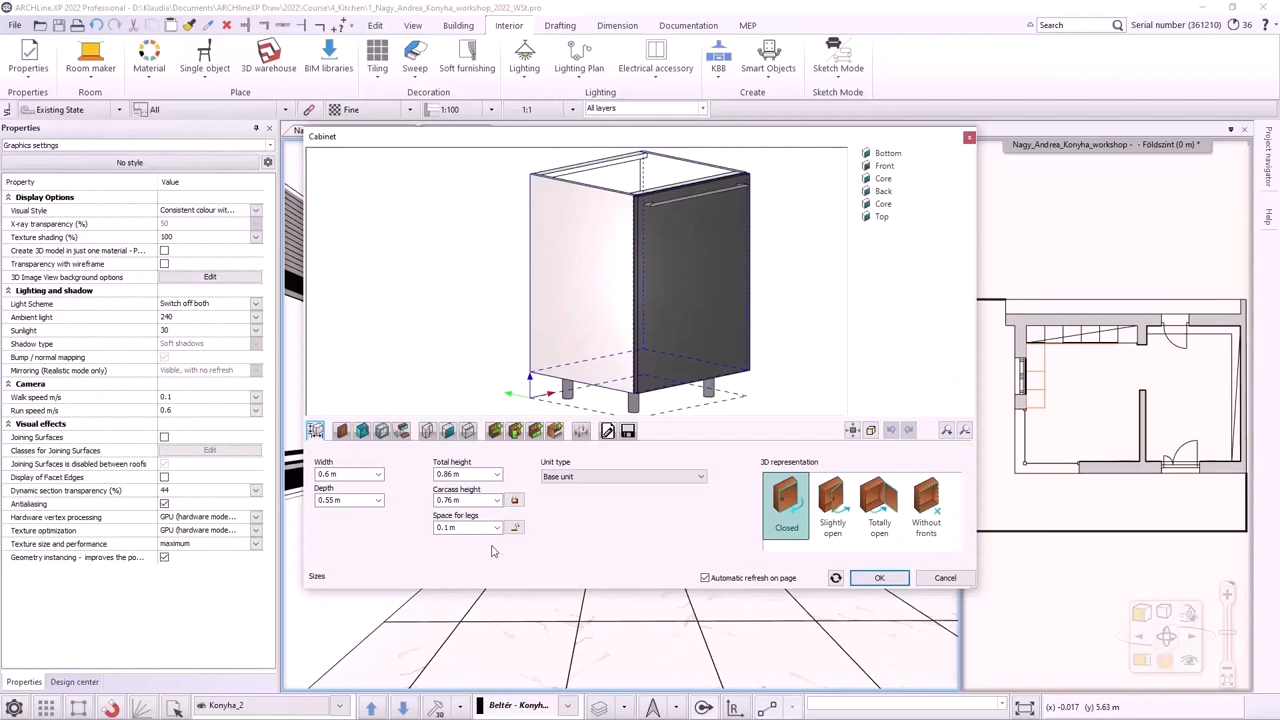 ARCHLine.XP 2022 Professional - D:\Klaudia\Documents\ARCHlineXP Draw\2022\Course\4_Kitchen\1_Nagy_Andrea_Konyha_workshop_2022_WSt.pro
File
Edit
View
Building
Interior
Drafting
Dimension
Documentation
MEP
Search
Serial number (361210)
36
Properties
Room maker
Material
Single object
3D warehouse
BIM libraries
Tiling
Sweep
Soft furnishing
Lighting
Lighting Plan
Electrical accessory
KBB
Smart Objects
Sketch Mode
Properties
Room
Place
Decoration
Lighting
Create
Sketch Mode
Existing State
All
Fine
1:100
1:1
All layers
Properties
Graphics settings
No style
Property Value
Display Options
Visual Style Consistent colour wit...
X-ray transparency (%) 50
Texture shading (%) 100
Create 3D model in just one material - P...
Transparency with wireframe
3D Image View background options Edit
Lighting and shadow
Light Scheme Switch off both
Ambient light 240
Sunlight 30
Shadow type Soft shadows
Bump / normal mapping
Mirroring (Realistic mode only) Visible, with no refresh
Camera
Walk speed m/s 0.1
Run speed m/s 0.6
Visual effects
Joining Surfaces
Classes for Joining Surfaces Edit
Joining Surfaces is disabled between roofs
Display of Facet Edges
Dynamic section transparency (%) 44
Antialiasing
Hardware vertex processing GPU (hardware mode...
Texture optimization GPU (hardware mode...
Texture size and performance maximum
Geometry instancing - improves the po...
Properties
Design center
Na
Cabinet
Bottom
Front
Core
Back
Core
Top
Width
0.6 m
Depth
0.55 m
Total height
0.86 m
Carcass height
0.76 m
Space for legs
0.1 m
Unit type
Base unit
3D representation
Closed
Slightly open
Totally open
Without fronts
Sizes
Automatic refresh on page
OK
Cancel
Nagy_Andrea_Konyha_workshop - - Földszint (0 m) *
Project navigator
Help
Konyha_2
Beltér - Konyh...
(x) -0.017 (y) 5.63 m